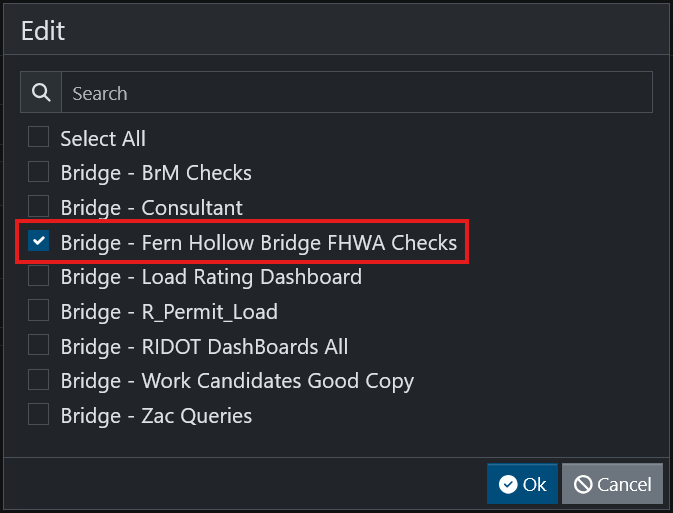 Edit
Search
Select All
Bridge - BrM Checks
Bridge - Consultant
Bridge - Fern Hollow Bridge FHWA Checks
Bridge - Load Rating Dashboard
Bridge - R_Permit_Load
Bridge - RIDOT DashBoards All
Bridge - Work Candidates Good Copy
Bridge - Zac Queries
Ok Cancel